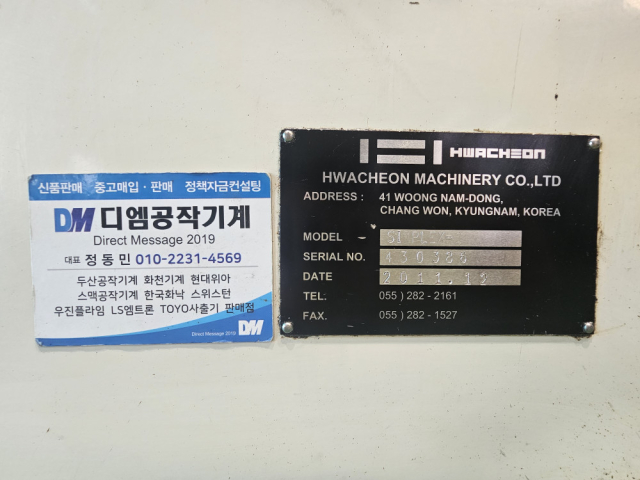 신품판매 중고매입·판매 정책자금컨설팅
DM 디엠공작기계
Direct Message 2019
대표 정동민 010-2231-4569
두산공작기계 화천기계 현대위아
스맥공작기계 한국화낙 스위스턴
우진플라임 LS엠트론 TOYO사출기 판매점
Direct Message 2019 DM
HWACHEON
HWACHEON MACHINERY CO.,LTD
ADDRESS : 41 WOONG NAM-DONG,
CHANG WON, KYUNGNAM, KOREA
MODEL
SERIAL NO.
DATE 2011.12
TEL. 055 ) 282 - 2161
FAX. 055 ) 282 - 1527